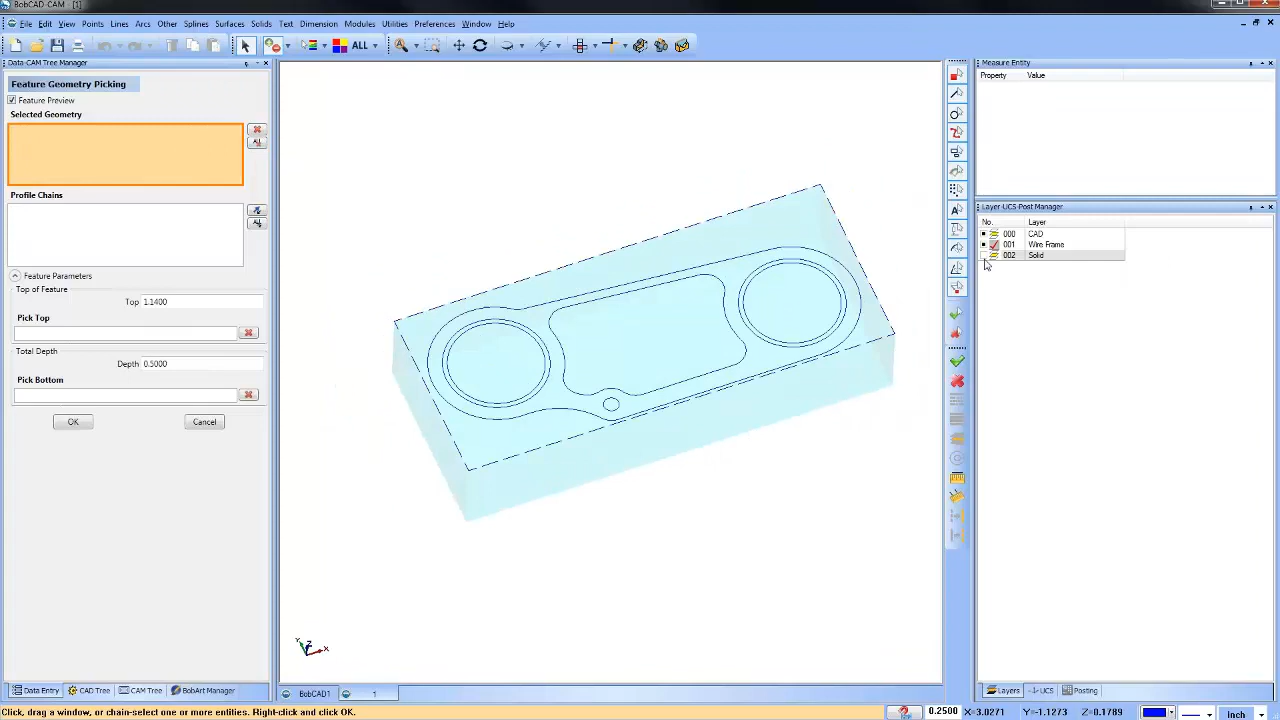 BobCAD-CAM - [1]
File Edit View Points Lines Arcs Other Splines Surfaces Solids Text Dimension Modules Utilities Preferences Window Help
ALL
Data-CAM Tree Manager
Feature Geometry Picking
Feature Preview
Selected Geometry
Profile Chains
Feature Parameters
Top of Feature
Top 1.1400
Pick Top
Total Depth
Depth 0.5000
Pick Bottom
OK Cancel
Data Entry CAD Tree CAM Tree BobArt Manager
Y Z X
BobCAD1 1
Measure Entity
Property Value
Layer-UCS-Post Manager
No. Layer
000 CAD
001 Wire Frame
002 Solid
Layers UCS Posting
Click, drag a window, or chain-select one or more entities. Right-click and click OK.
0.2500 X=3.0271 Y=-1.1273 Z=0.1789 Inch